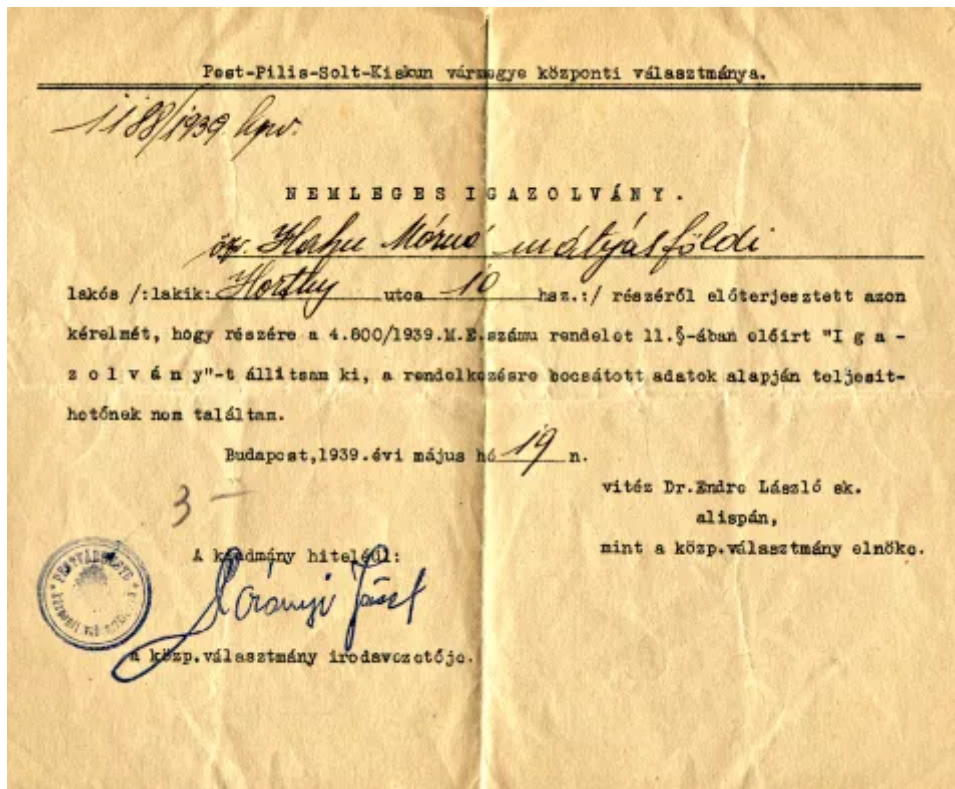 Pest-Pilis-Solt-Kiskun vármegye központi választmánya.
1188/1939. kpv.
NEMLEGES IGAZOLVÁNY.
özv. Hahn Mórné mátyásföldi
lakós /:lakik: Horthy utca 10 hsz.:/ részéről előterjesztett azon
kérelmét, hogy részére a 4.800/1939.M.E.számu rendelet 11.§-ában előirt "I g a -
z o l v á n y"-t állitsam ki, a rendelkezésre bocsátott adatok alapján teljesit-
hetőnek nem találtam.
Budapest,1939.évi május hó 19 n.
3 –
vitéz Dr.Endre László sk.
alispán,
mint a közp.választmány elnöke.
A kiadmány hiteléül:
József
a közp.választmány irodavezetője.